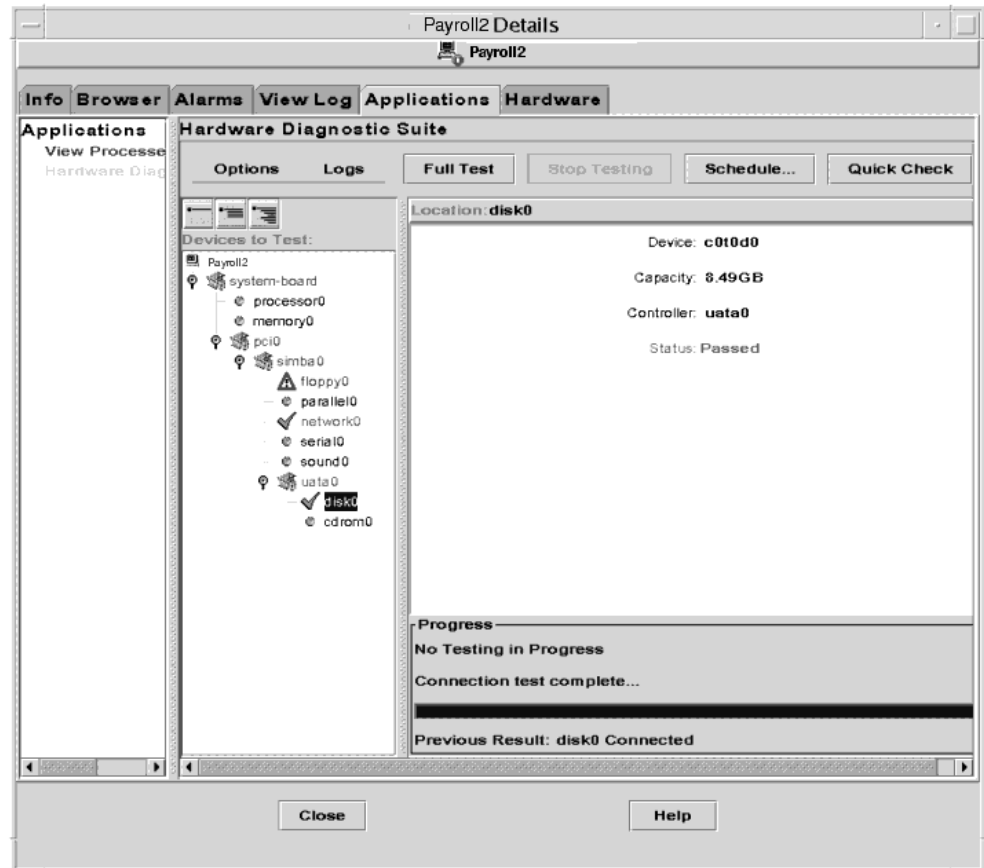 Payroll2 Details
Payroll2
Info Browser Alarms View Log Applications Hardware
Applications
View Processe
Hardware Diag
Hardware Diagnostic Suite
Options Logs Full Test Stop Testing Schedule... Quick Check
Devices to Test:
Payroll2
system-board
processor0
memory0
pci0
simba0
floppy0
parallel0
network0
serial0
sound0
uata0
disk0
cdrom0
Location: disk0
Device: c0t0d0
Capacity: 8.49GB
Controller: uata0
Status: Passed
Progress
No Testing in Progress
Connection test complete...
Previous Result: disk0 Connected
Close Help